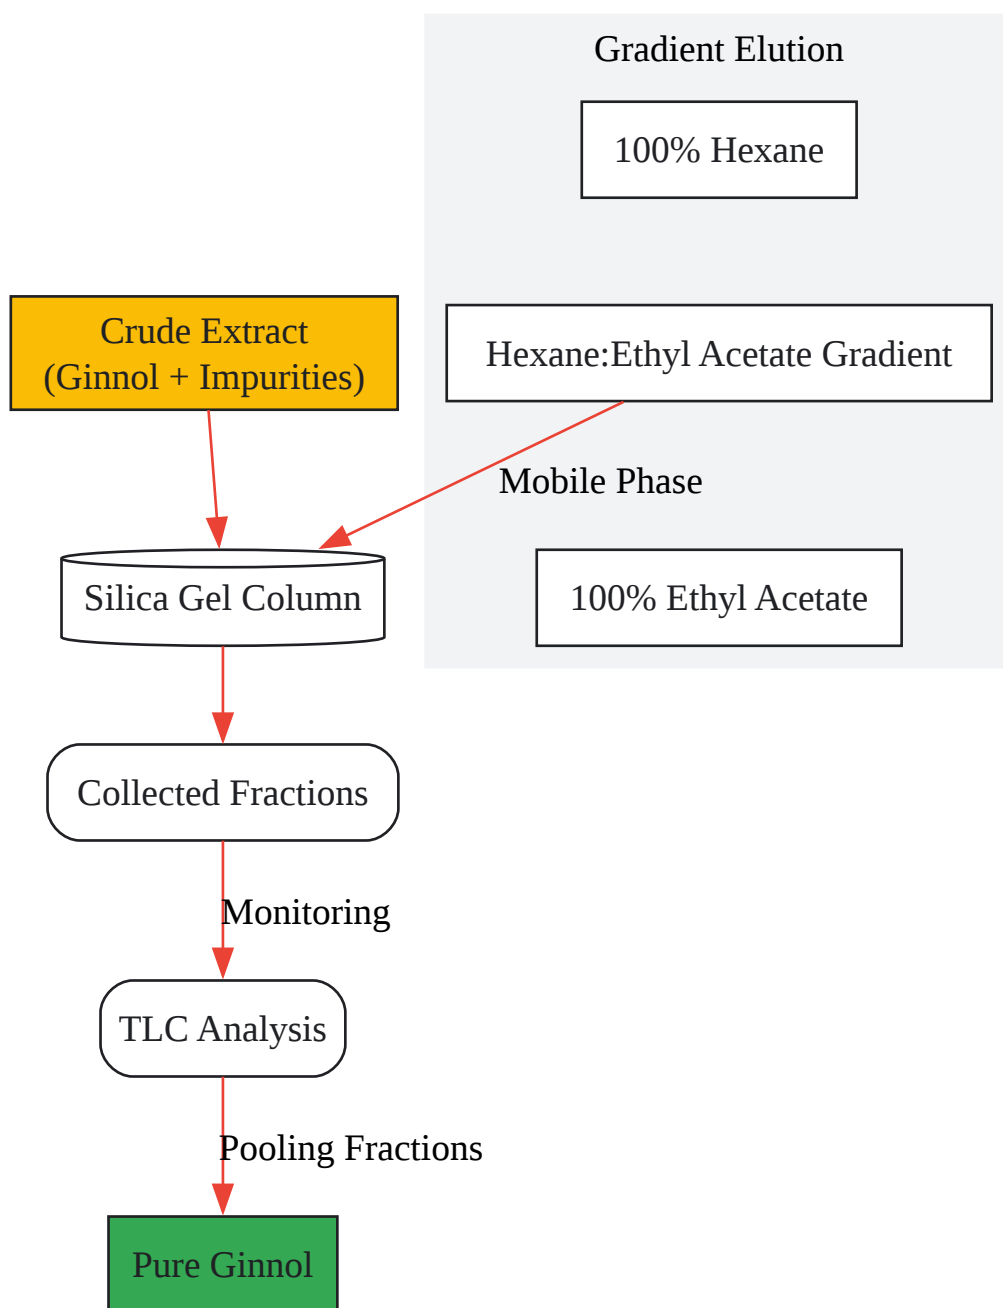 Gradient Elution
100% Hexane
Crude Extract
(Ginnol + Impurities)
Hexane:Ethyl Acetate Gradient
Mobile Phase
Silica Gel Column
100% Ethyl Acetate
Collected Fractions
Monitoring
TLC Analysis
Pooling Fractions
Pure Ginnol